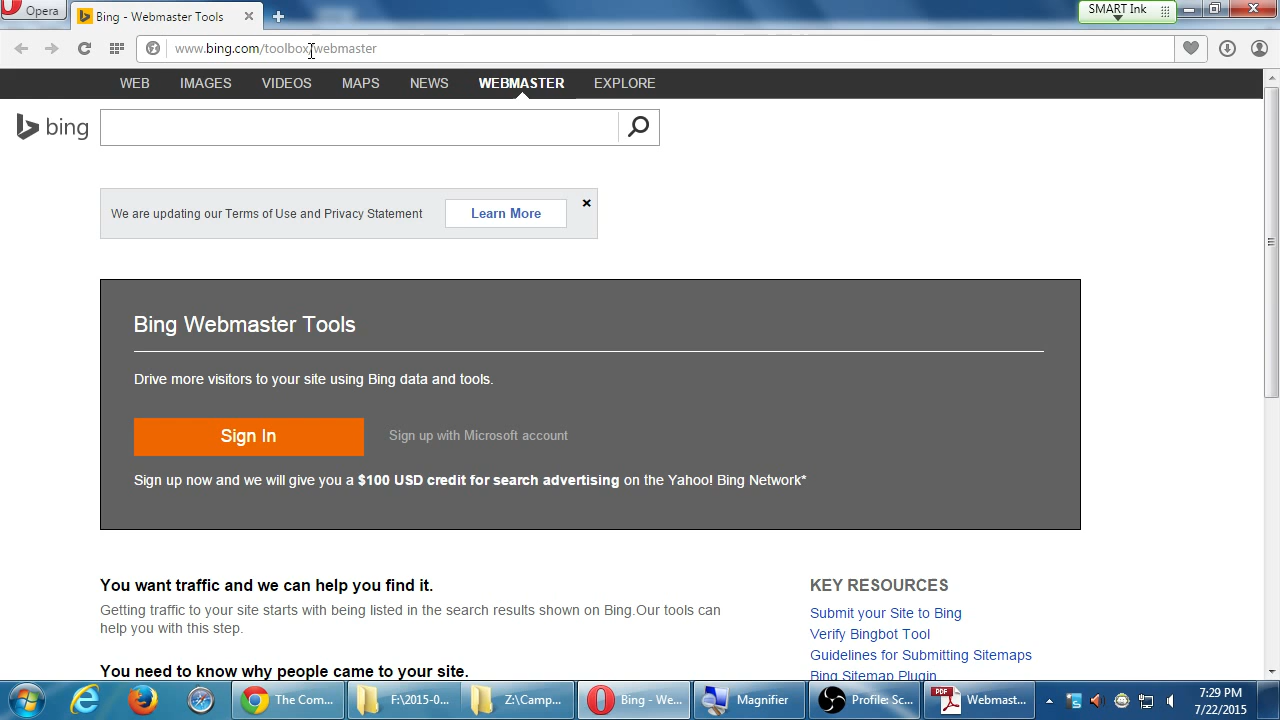 Opera
Bing - Webmaster Tools
SMART Ink
www.bing.com/toolbox/webmaster
WEB IMAGES VIDEOS MAPS NEWS WEBMASTER EXPLORE
bing
We are updating our Terms of Use and Privacy Statement
Learn More
Bing Webmaster Tools
Drive more visitors to your site using Bing data and tools.
Sign In
Sign up with Microsoft account
Sign up now and we will give you a $100 USD credit for search advertising on the Yahoo! Bing Network*
You want traffic and we can help you find it.
Getting traffic to your site starts with being listed in the search results shown on Bing.Our tools can
help you with this step.
You need to know why people came to your site.
KEY RESOURCES
Submit your Site to Bing
Verify Bingbot Tool
Guidelines for Submitting Sitemaps
Bing Sitemap Plugin
The Com...
F:\2015-0...
Z:\Camp...
Bing - We...
Magnifier
Profile: Sc...
PDF
Webmast...
7:29 PM
7/22/2015